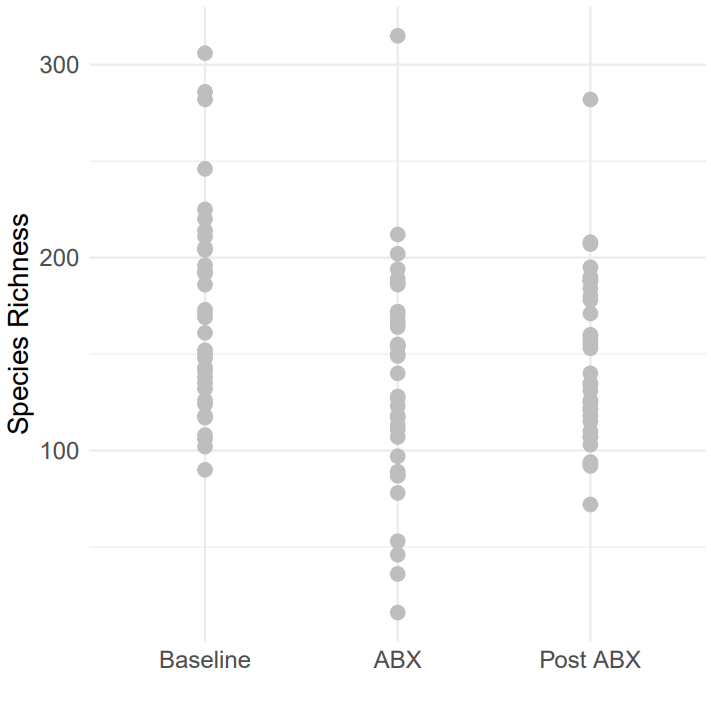 Species Richness
300
200
100
Baseline
ABX
Post ABX